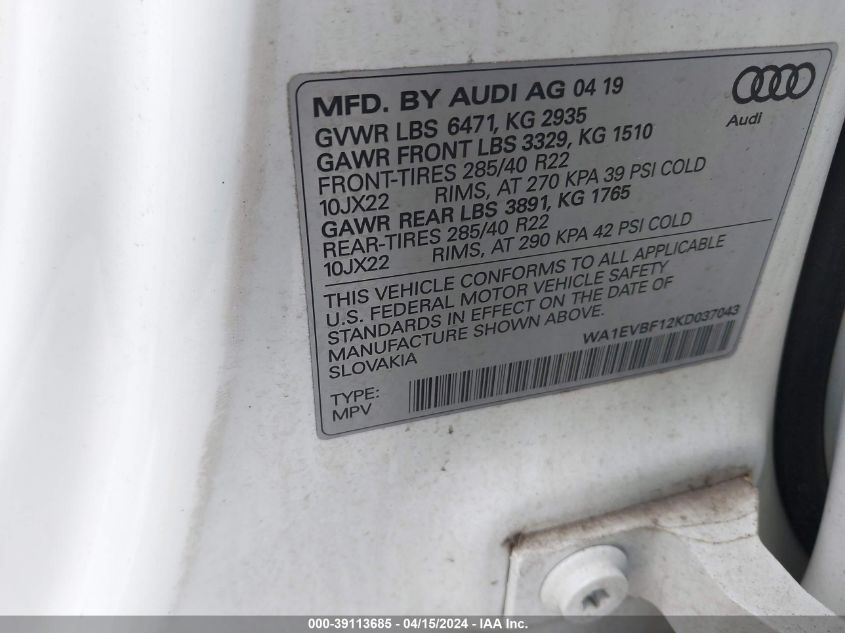 MFD. BY AUDI AG 04 19
GVWR LBS 6471, KG 2935
GAWR FRONT LBS 3329, KG 1510
FRONT-TIRES 285/40 R22
10JX22 RIMS, AT 270 KPA 39 PSI COLD
GAWR REAR LBS 3891, KG 1765
REAR-TIRES 285/40 R22
10JX22 RIMS, AT 290 KPA 42 PSI COLD
Audi
THIS VEHICLE CONFORMS TO ALL APPLICABLE
U.S. FEDERAL MOTOR VEHICLE SAFETY
STANDARDS IN EFFECT ON THE DATE OF
MANUFACTURE SHOWN ABOVE.
SLOVAKIA
WA1EVBF12KD037043
TYPE:
MPV
000-39113685 - 04/15/2024 - IAA Inc.